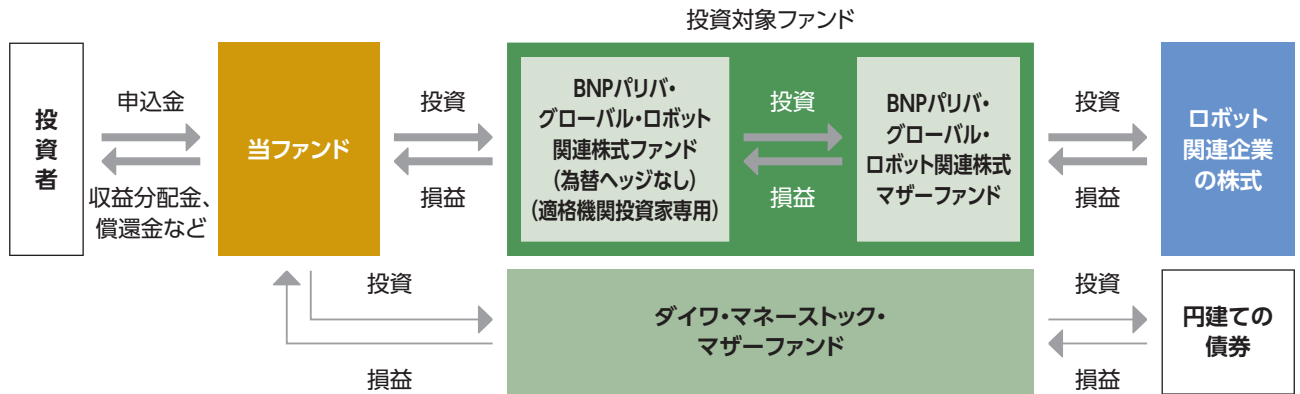 投資対象ファンド
投資者
申込金
収益分配金、
償還金など
当ファンド
投資
損益
BNPパリバ・
グローバル・ロボット
関連株式ファンド
(為替ヘッジなし)
(適格機関投資家専用)
投資
損益
BNPパリバ・
グローバル・
ロボット関連株式
マザーファンド
投資
損益
ロボット
関連企業
の株式
投資
損益
ダイワ・マネーストック・
マザーファンド
投資
損益
円建ての
債券